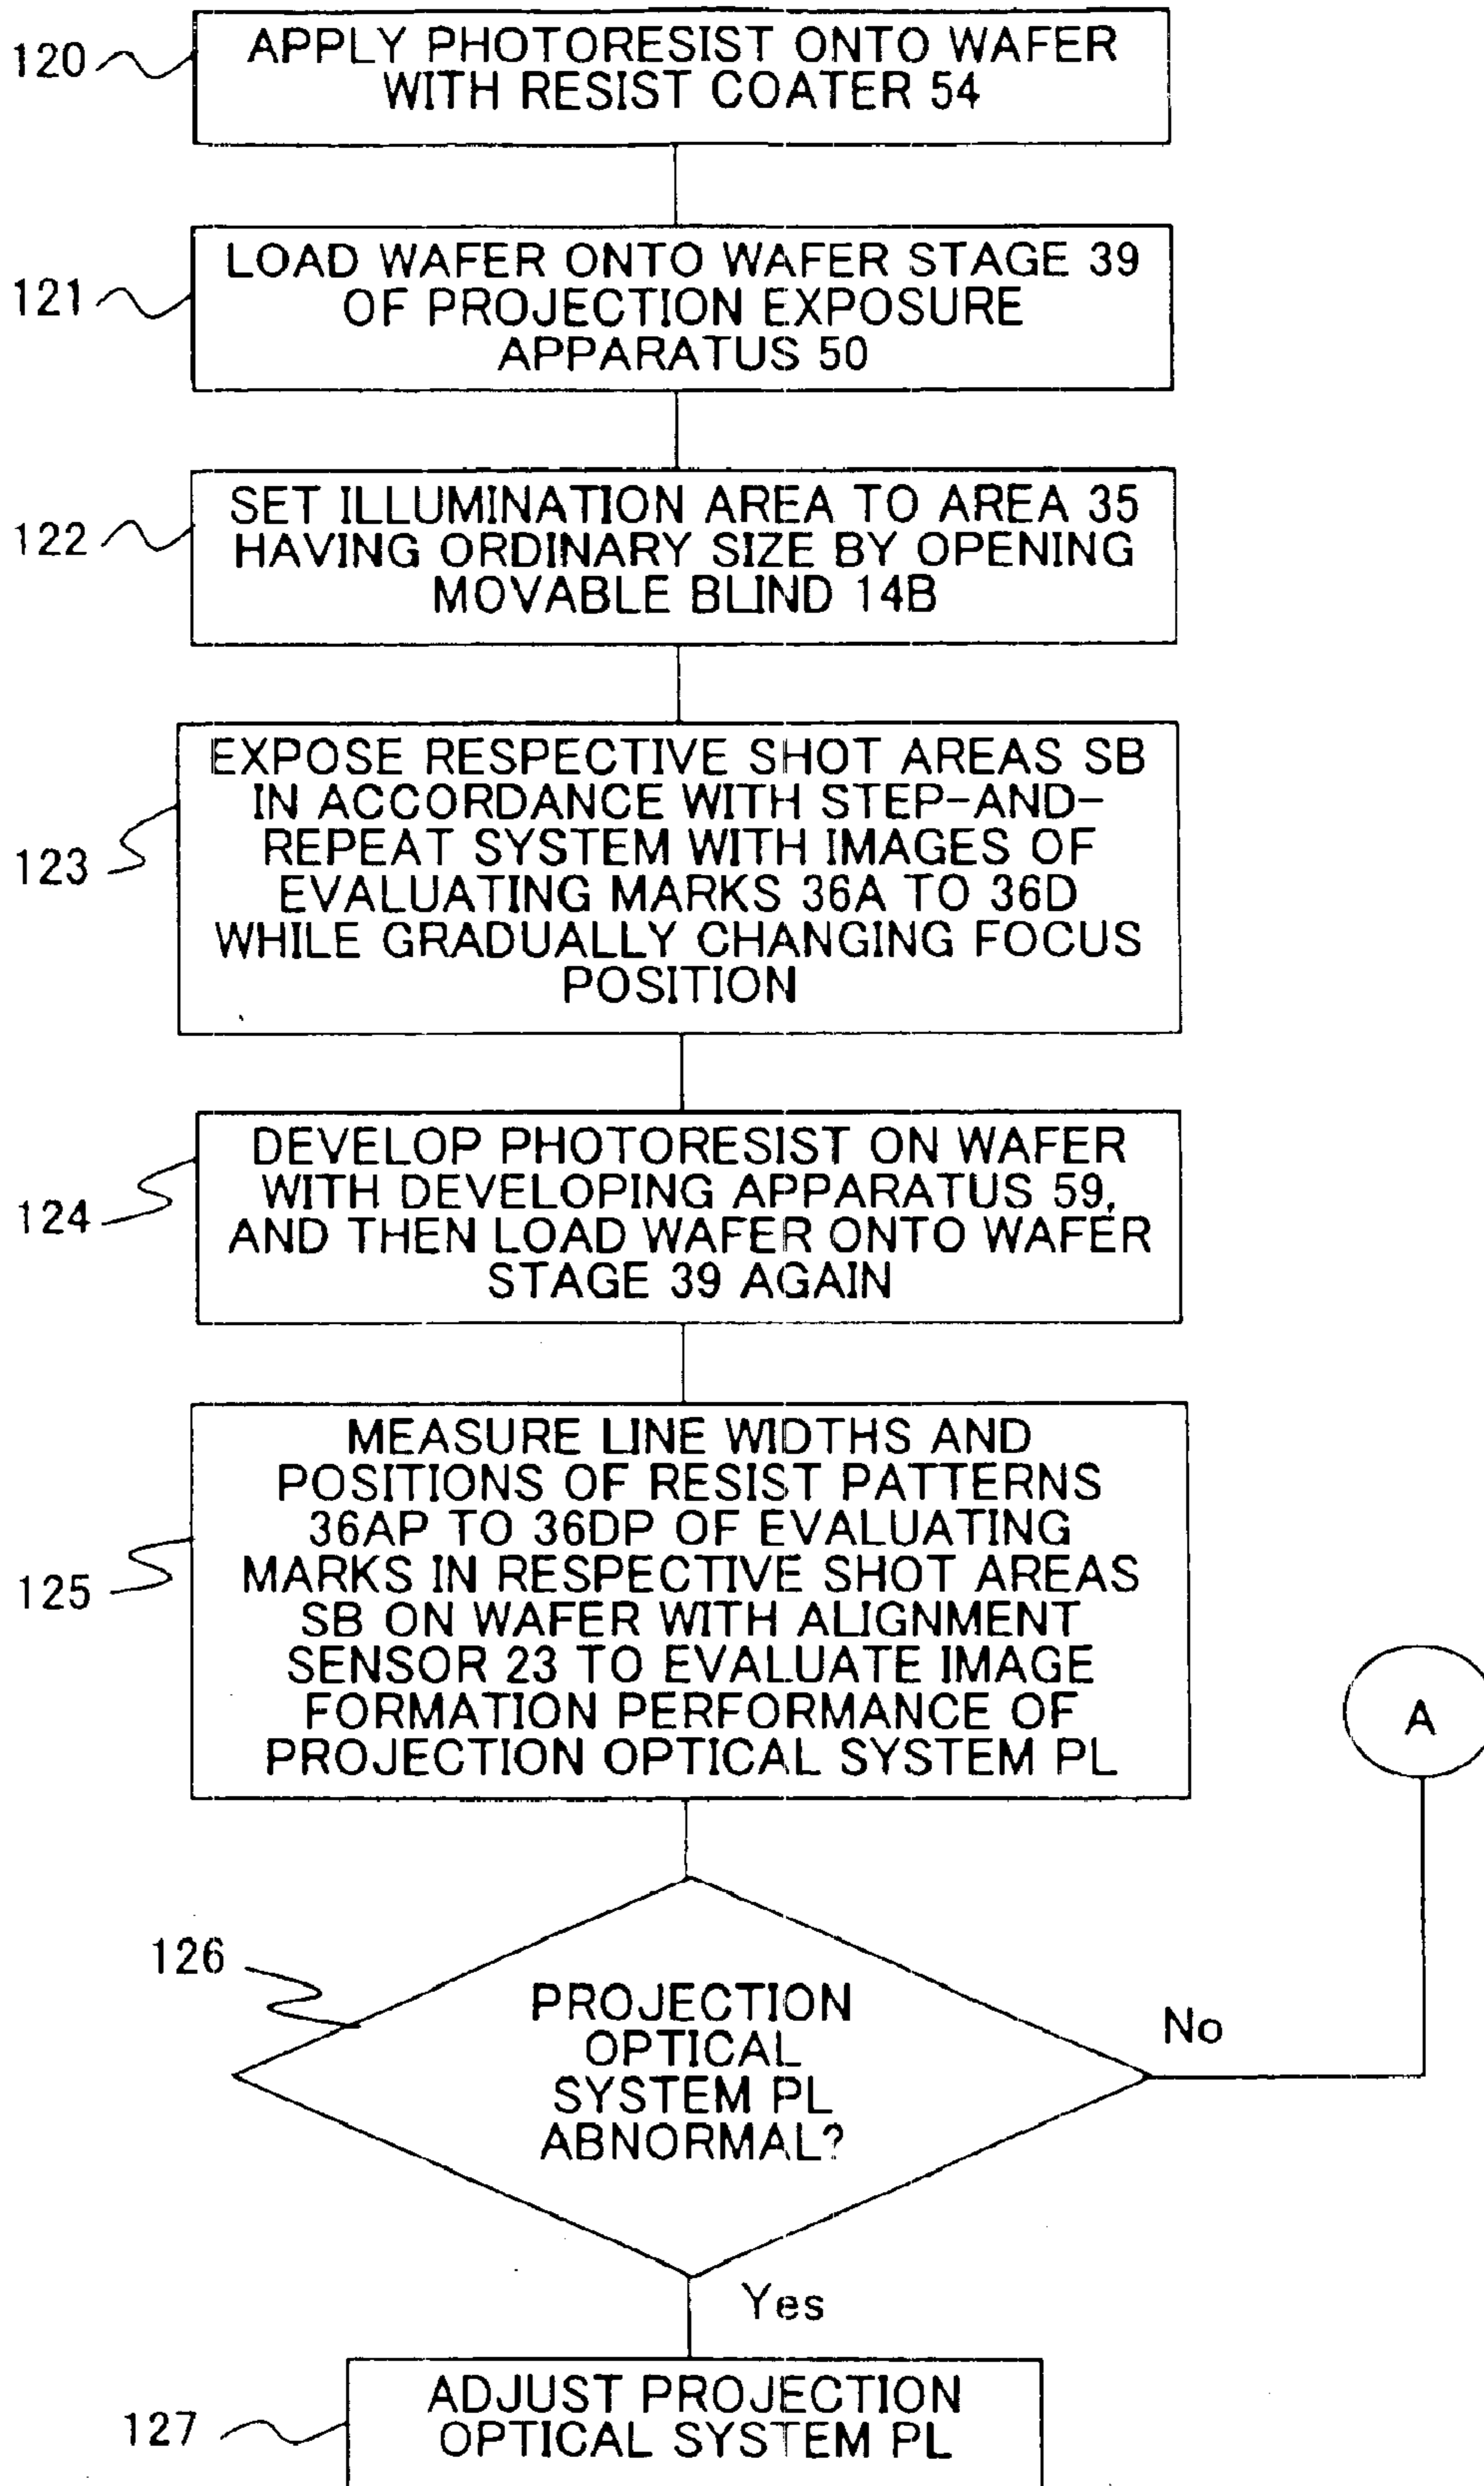 120
APPLY PHOTORESIST ONTO WAFER
WITH RESIST COATER 54
121
LOAD WAFER ONTO WAFER STAGE 39
OF PROJECTION EXPOSURE
APPARATUS 50
122
SET ILLUMINATION AREA TO AREA 35
HAVING ORDINARY SIZE BY OPENING
MOVABLE BLIND 14B
123
EXPOSE RESPECTIVE SHOT AREAS SB
IN ACCORDANCE WITH STEP-AND-
REPEAT SYSTEM WITH IMAGES OF
EVALUATING MARKS 36A TO 36D
WHILE GRADUALLY CHANGING FOCUS
POSITION
124
DEVELOP PHOTORESIST ON WAFER
WITH DEVELOPING APPARATUS 59,
AND THEN LOAD WAFER ONTO WAFER
STAGE 39 AGAIN
125
MEASURE LINE WIDTHS AND
POSITIONS OF RESIST PATTERNS
36AP TO 36DP OF EVALUATING
MARKS IN RESPECTIVE SHOT AREAS
SB ON WAFER WITH ALIGNMENT
SENSOR 23 TO EVALUATE IMAGE
FORMATION PERFORMANCE OF
PROJECTION OPTICAL SYSTEM PL
A
126
PROJECTION
OPTICAL
SYSTEM PL
ABNORMAL?
No
Yes
127
ADJUST PROJECTION
OPTICAL SYSTEM PL